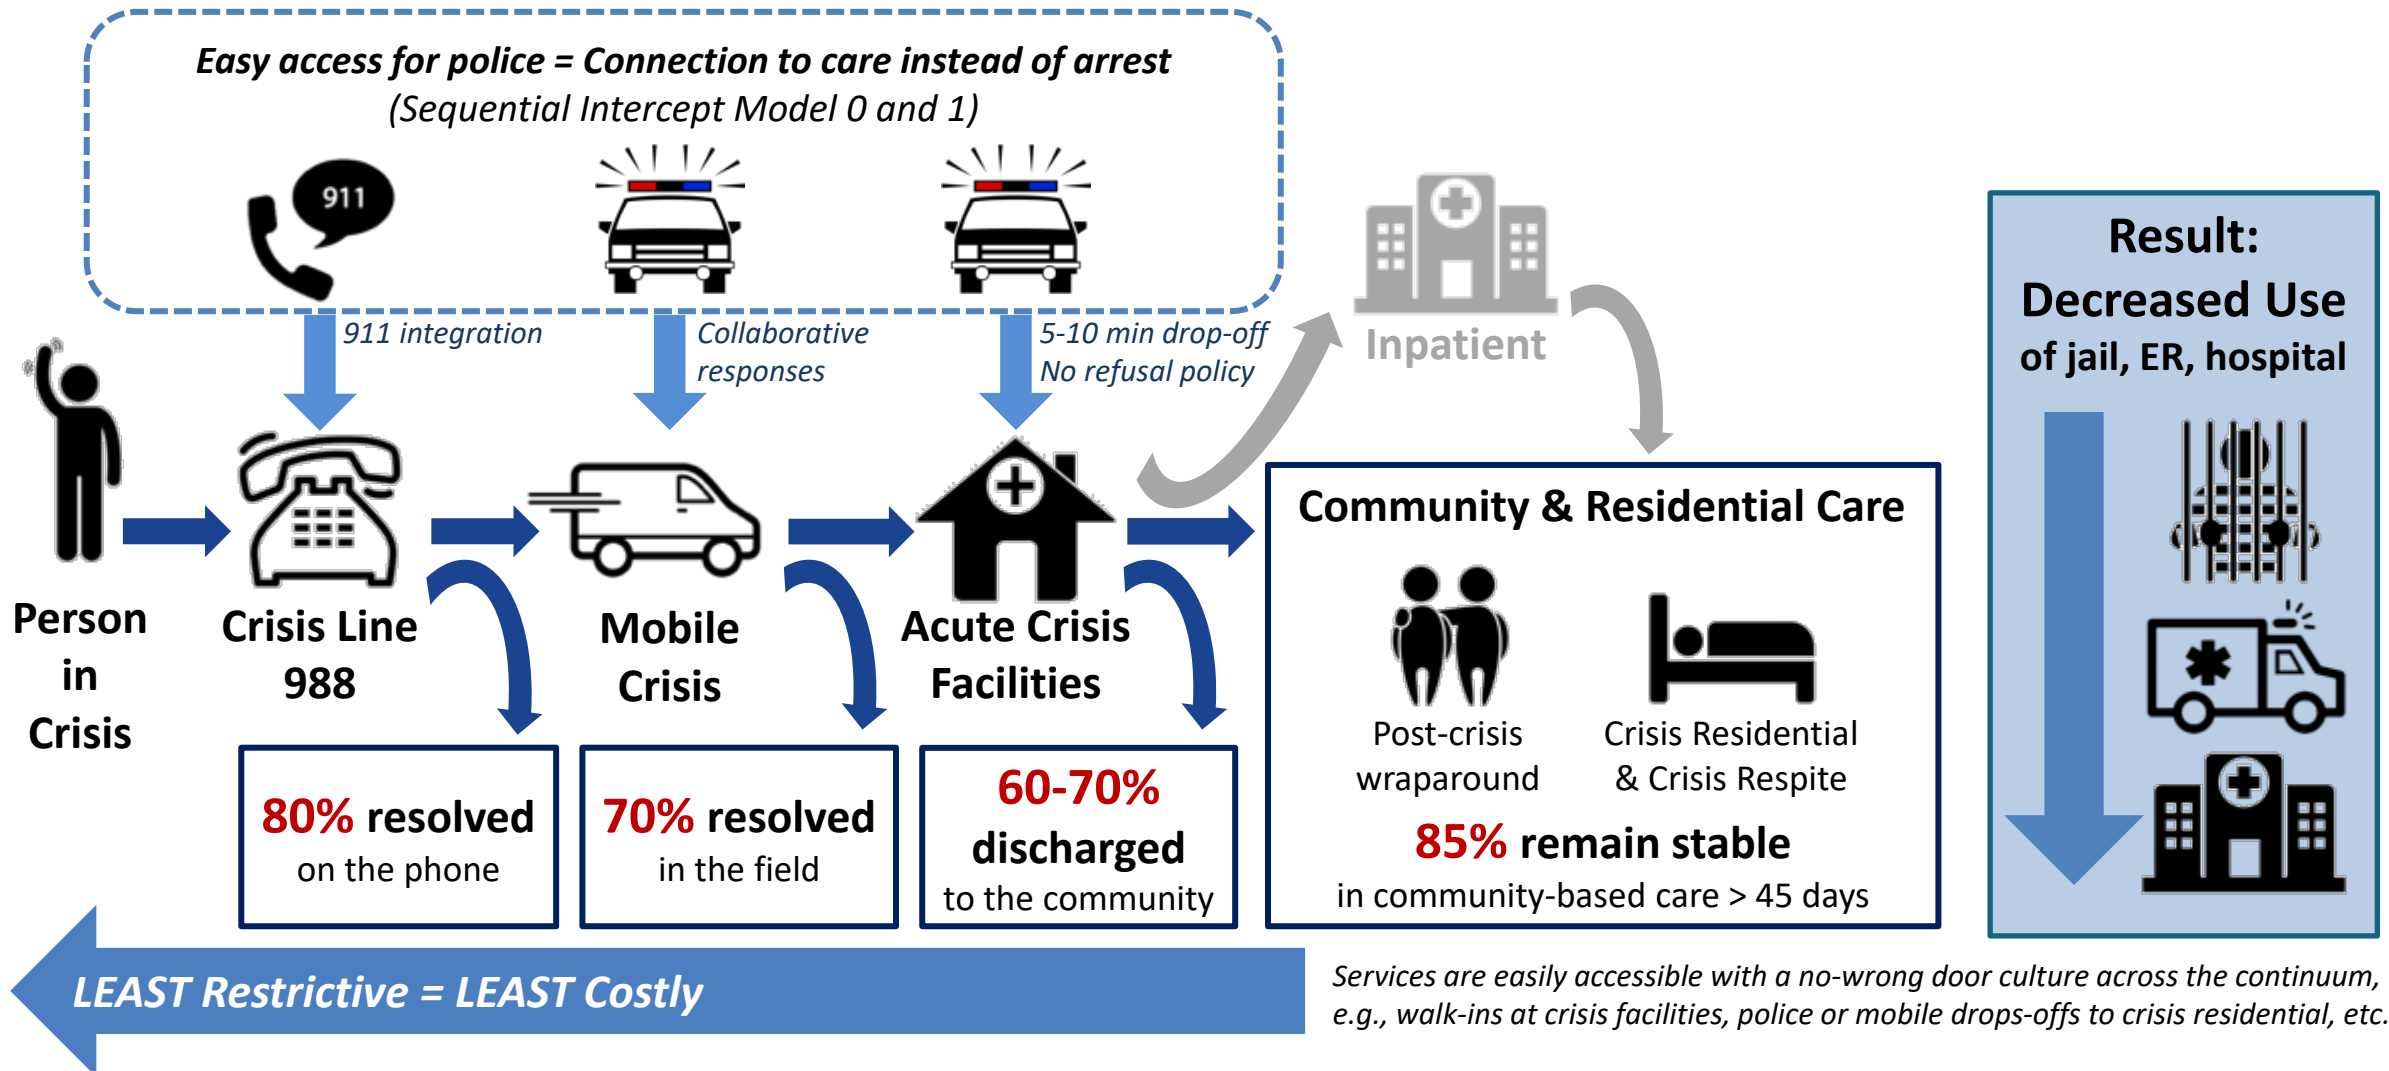 Easy access for police = Connection to care instead of arrest
(Sequential Intercept Model 0 and 1)
911
911 integration
Collaborative
responses
5-10 min drop-off
No refusal policy
Inpatient
Person
in
Crisis
Crisis Line
988
Mobile
Crisis
Acute Crisis
Facilities
80% resolved
on the phone
70% resolved
in the field
60-70%
discharged
to the community
Community & Residential Care
Post-crisis
wraparound
Crisis Residential
& Crisis Respite
85% remain stable
in community-based care > 45 days
Result:
Decreased Use
of jail, ER, hospital
LEAST Restrictive = LEAST Costly
Services are easily accessible with a no-wrong door culture across the continuum,
e.g., walk-ins at crisis facilities, police or mobile drops-offs to crisis residential, etc.